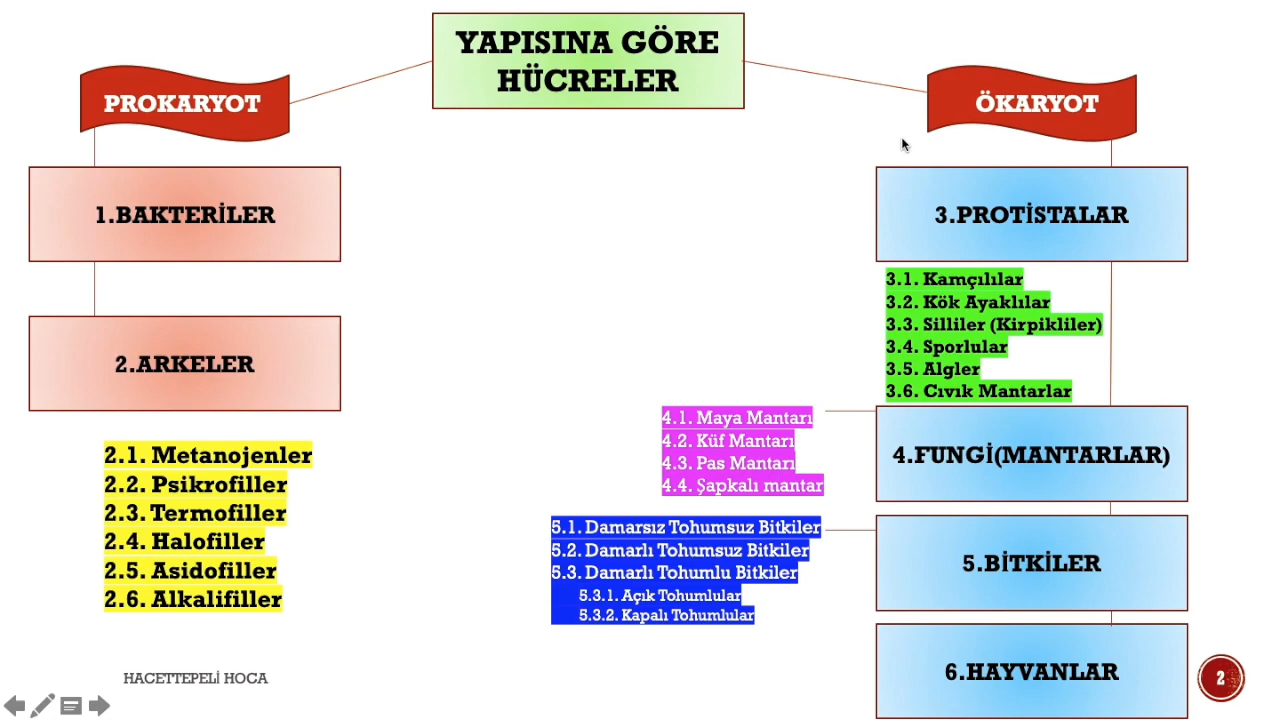 YAPISINA GÖRE
HÜCRELER
PROKARYOT
1.BAKTERİLER
2.ARKELER
2.1. Metanojenler
2.2. Psikrofiller
2.3. Termofiller
2.4. Halofiller
2.5. Asidofiller
2.6. Alkalifiller
ÖKARYOT
3.PROTİSTALAR
3.1. Kamçılılar
3.2. Kök Ayaklılar
3.3. Silliler (Kirpikliler)
3.4. Sporlular
3.5. Algler
3.6. Cıvık Mantarlar
4.FUNGİ(MANTARLAR)
4.1. Maya Mantarı
4.2. Küf Mantarı
4.3. Pas Mantarı
4.4. Şapkalı mantar
5.BİTKİLER
5.1. Damarsız Tohumsuz Bitkiler
5.2. Damarlı Tohumsuz Bitkiler
5.3. Damarlı Tohumlu Bitkiler
5.3.1. Açık Tohumlular
5.3.2. Kapalı Tohumlular
6.HAYVANLAR
HACETTEPELİ HOCA
2